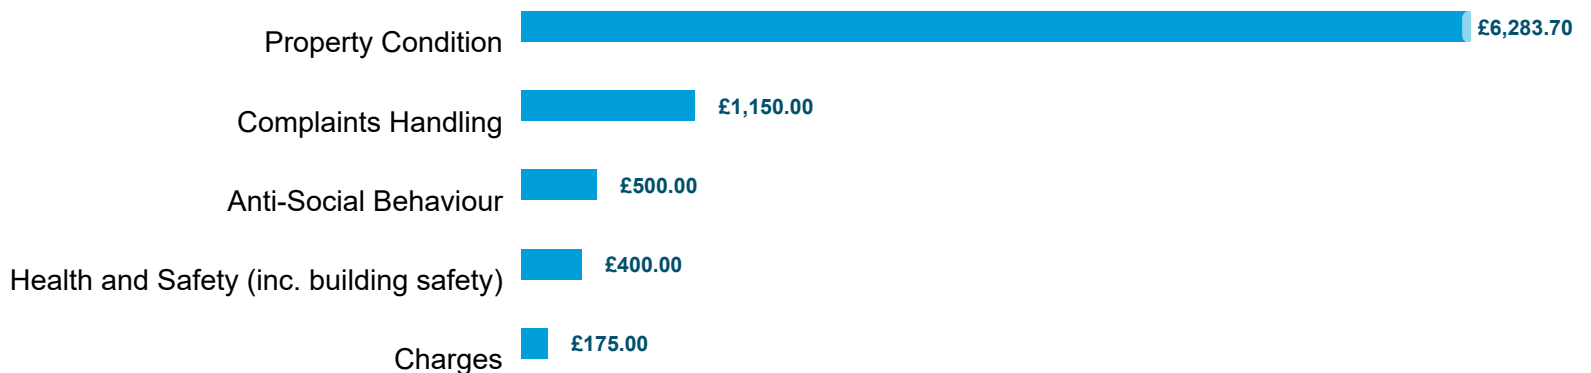 Property Condition £6,283.70
Complaints Handling £1,150.00
Anti-Social Behaviour £500.00
Health and Safety (inc. building safety) £400.00
Charges £175.00